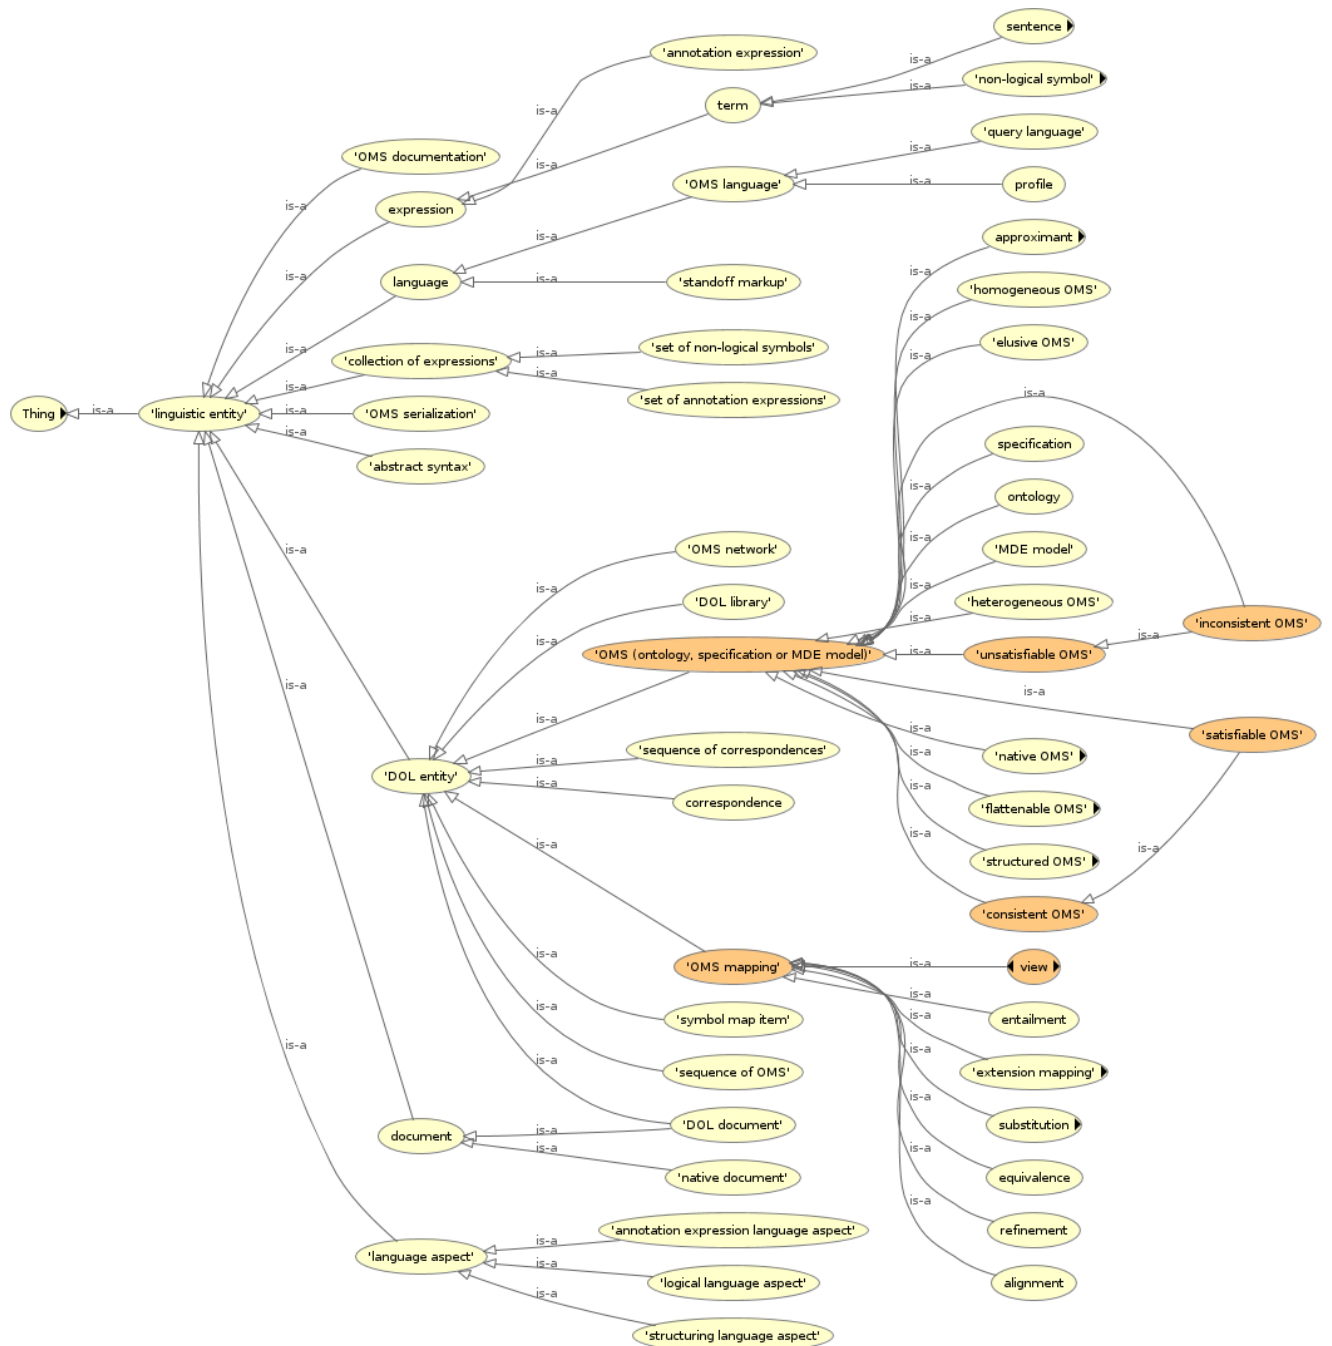 sentence
'annotation expression'
is-a
'non-logical symbol'
is-a
term
is-a
'query language'
is-a
'OMS documentation'
is-a
'OMS language'
is-a
profile
is-a
expression
approximant
is-a
is-a
is-a
language
is-a
'standoff markup'
'homogeneous OMS'
is-a
is-a
'set of non-logical symbols'
'elusive OMS'
is-a
is-a
'collection of expressions'
is-a
is-a
'set of annotation expressions'
is-a
Thing
is-a
'linguistic entity'
is-a
'OMS serialization'
is-a
'abstract syntax'
specification
is-a
ontology
is-a
is-a
'OMS network'
'MDE model'
is-a
is-a
'DOL library'
'heterogeneous OMS'
is-a
'inconsistent OMS'
is-a
is-a
'OMS (ontology, specification or MDE model)'
is-a
'unsatisfiable OMS'
is-a
is-a
is-a
'satisfiable OMS'
'sequence of correspondences'
is-a
'native OMS'
is-a
'DOL entity'
is-a
is-a
correspondence
is-a
'flattenable OMS'
is-a
is-a
'structured OMS'
is-a
'consistent OMS'
is-a
'OMS mapping'
is-a
view
is-a
'symbol map item'
is-a
entailment
is-a
is-a
is-a
'sequence of OMS'
'extension mapping'
is-a
document
is-a
'DOL document'
substitution
is-a
is-a
'native document'
equivalence
is-a
'annotation expression language aspect'
refinement
is-a
'language aspect'
is-a
'logical language aspect'
alignment
is-a
'structuring language aspect'